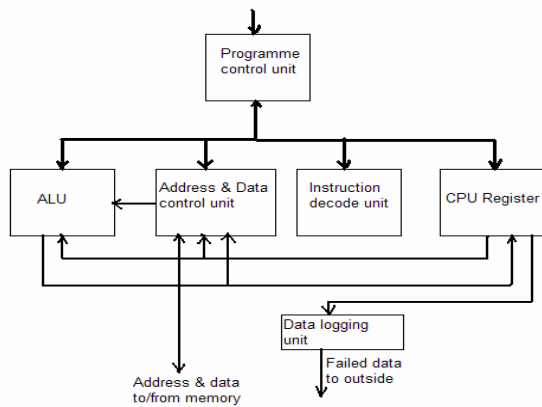 Programme
control unit
ALU
Address & Data
control unit
Instruction
decode unit
CPU Register
Data logging
unit
Failed data
to outside
Address & data
to/from memory